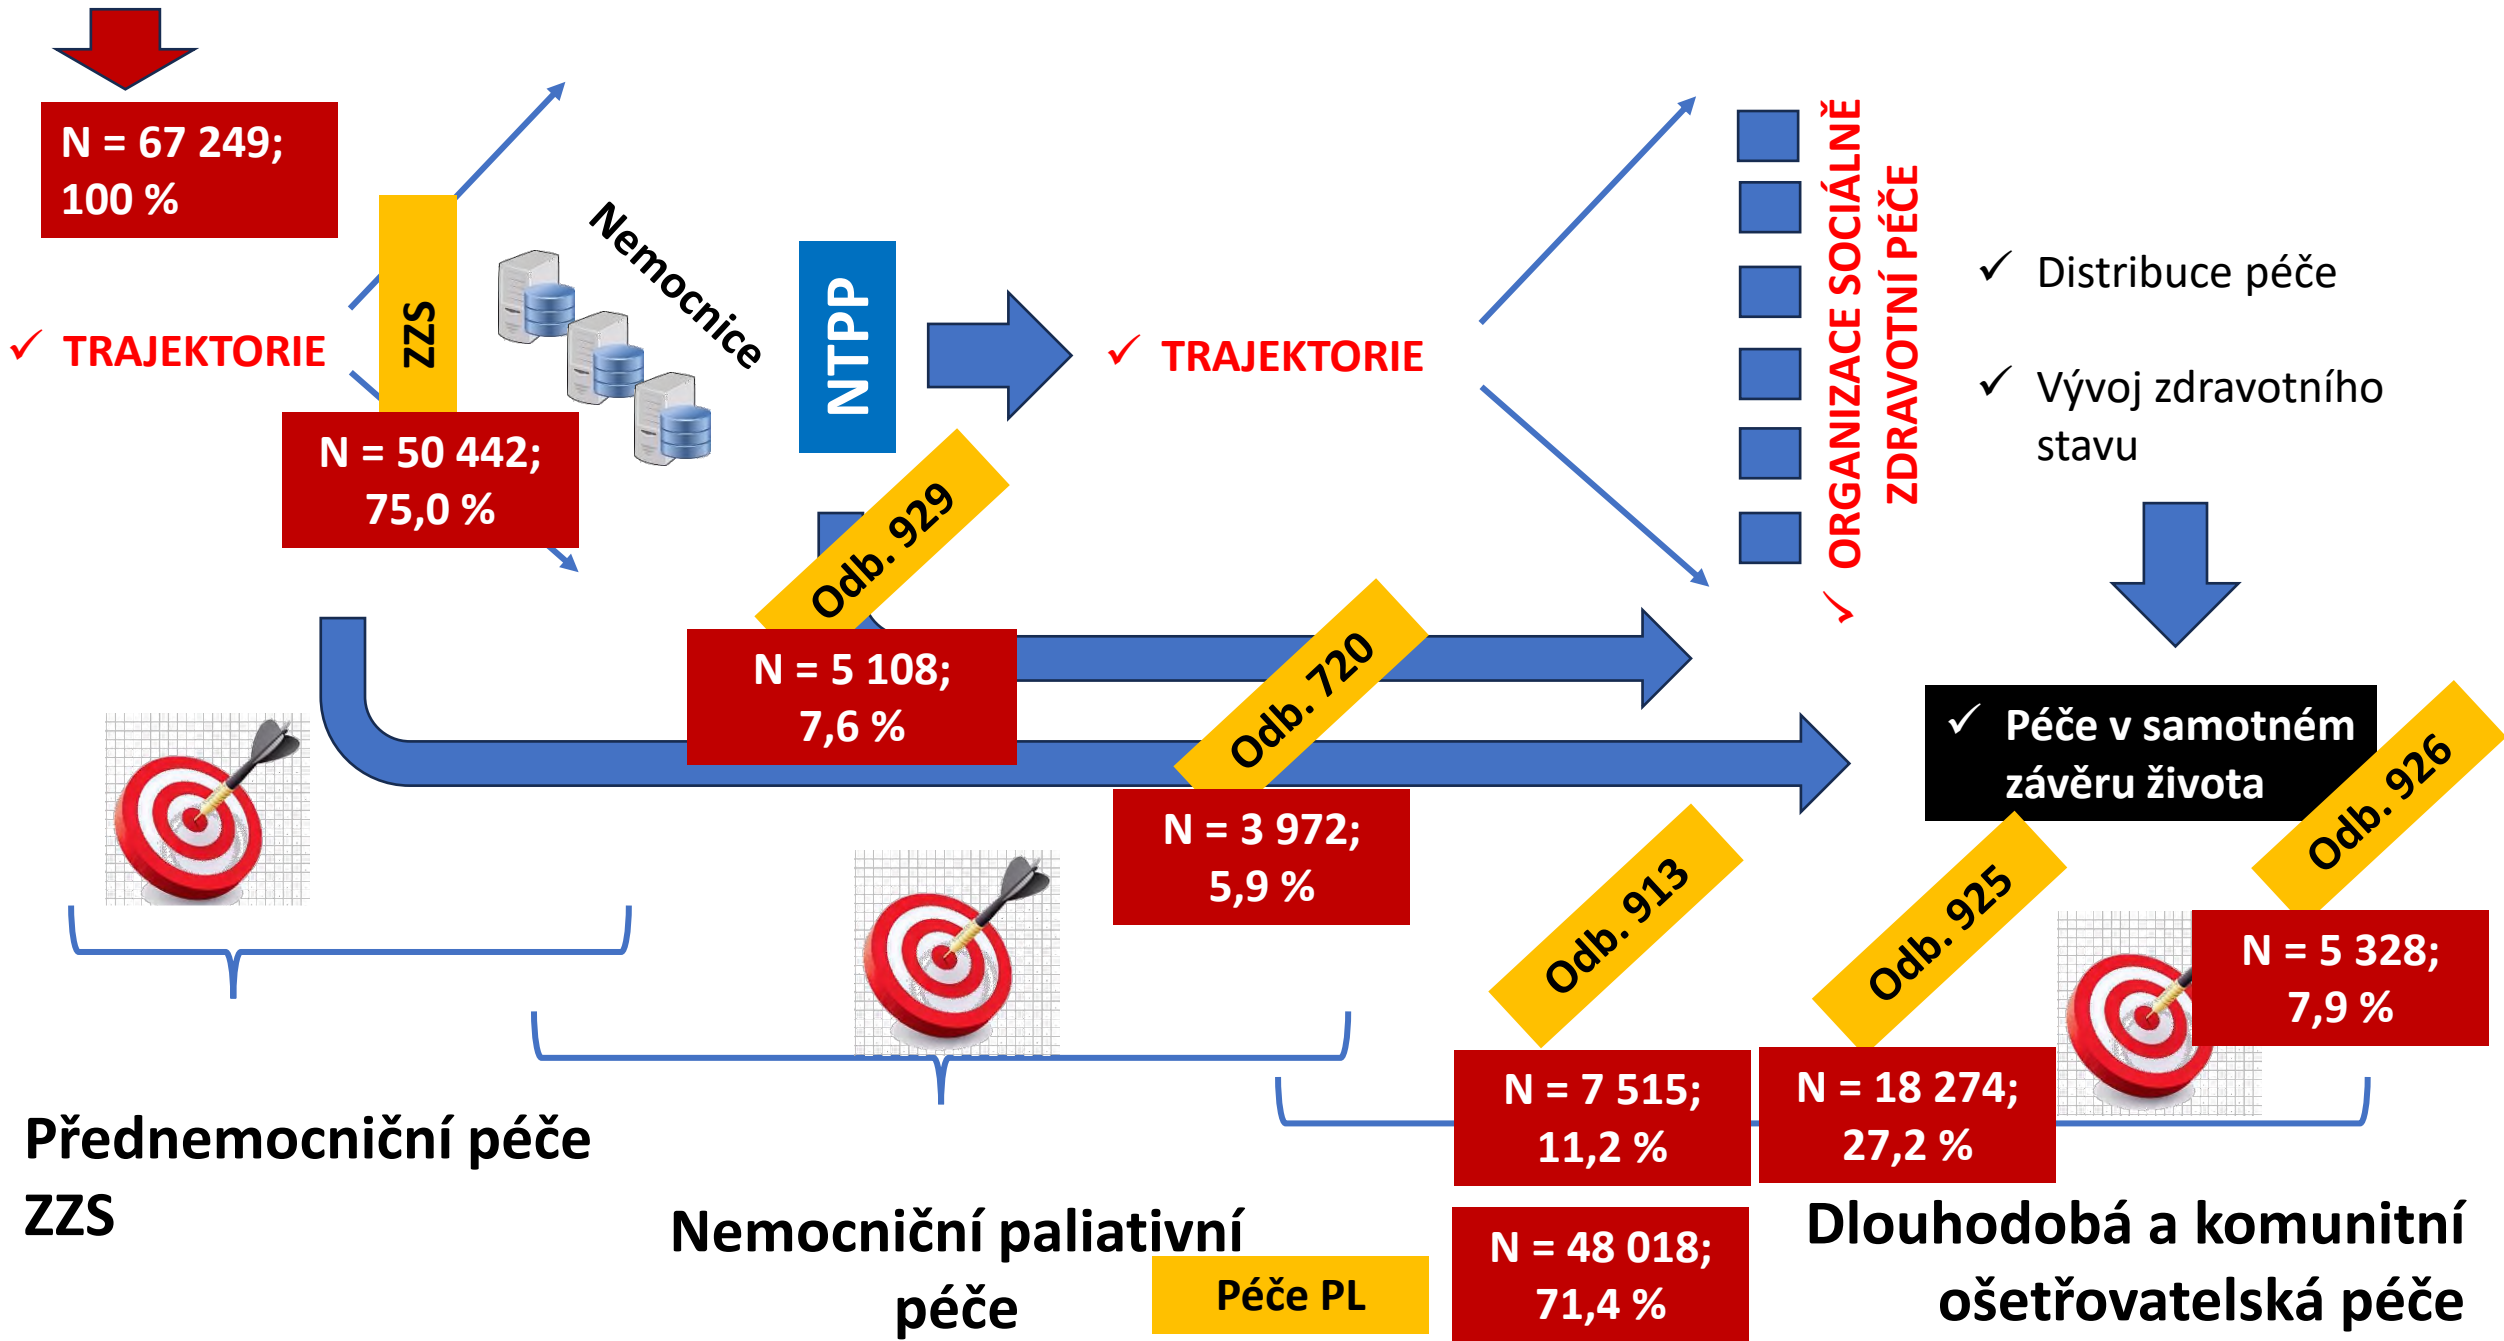 N = 67 249;
100 %
TRAJEKTORIE
ZZS
N = 50 442;
75,0 %
Nemocnice
NTPP
TRAJEKTORIE
ORGANIZACE SOCIÁLNĚ
ZDRAVOTNÍ PÉČE
Distribuce péče
Vývoj zdravotního
stavu
Odb. 929
N = 5 108;
7,6 %
Odb. 720
N = 3 972;
5,9 %
Péče v samotném
závěru života
Odb. 913
N = 7 515;
11,2 %
Odb. 925
N = 18 274;
27,2 %
Odb. 926
N = 5 328;
7,9 %
Přednemocniční péče
ZZS
Nemocniční paliativní
péče
Péče PL
N = 48 018;
71,4 %
Dlouhodobá a komunitní
ošetřovatelská péče